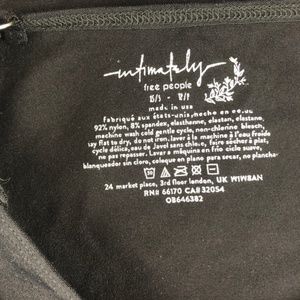 intimately
free people
made in usa
Fabriqué aux états-unis, hecho en ee.uu
92% nylon, 8% spandex, elasthanne, elastan, elastano,
machine wash cold gentle cycle, non-chlorine bleach,
lay flat to dry, do not iron. laver à machine à l'eau froide
cycle délica, eau de Javel sans chlore, faire sécher à plat,
ne pas repasser. Lavar a máquina en frío ciclo suave,
blanqueador sin cloro, coloque en plano para secar, no planchar-
30
24 market place, 3rd floor london, UK W1W8AN
RN# 66170 CA# 32054
OB646382